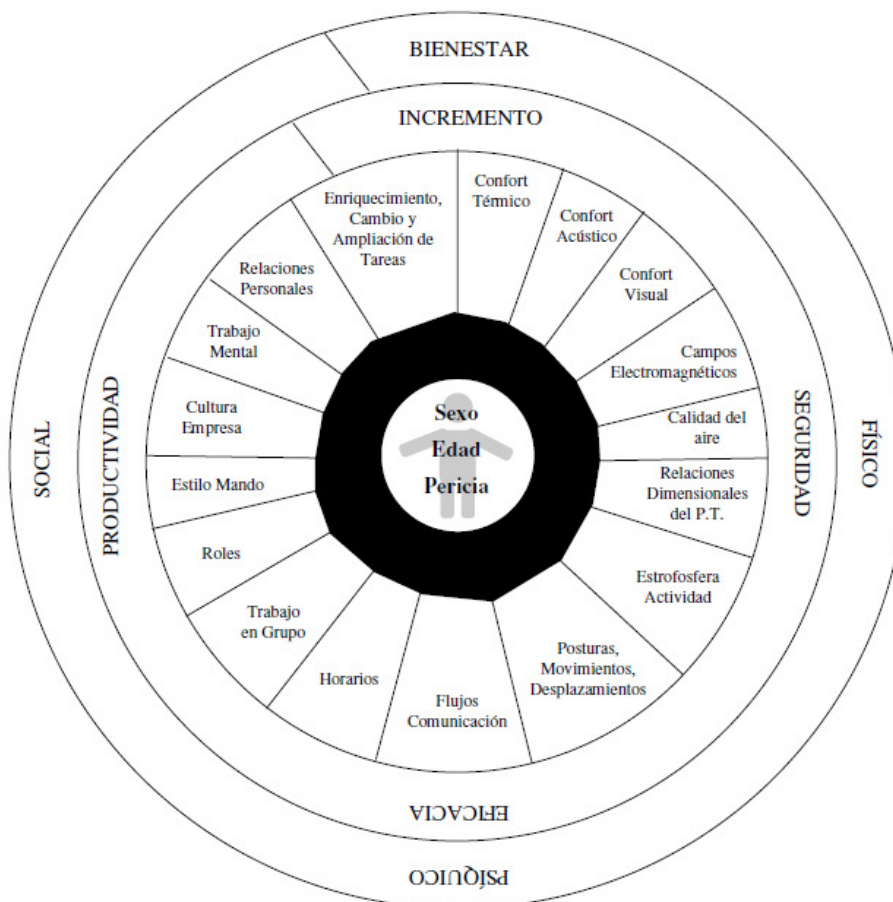 BIENESTAR
INCREMENTO
Enriquecimiento,
Cambio y
Ampliación de
Tareas
Confort
Térmico
Confort
Acústico
Confort
Visual
Campos
Electromagnéticos
Calidad del
aire
Relaciones
Dimensionales
del P.T.
Estrofosfera
Actividad
Posturas,
Movimientos,
Desplazamientos
Flujos
Comunicación
Horarios
Trabajo
en Grupo
Roles
Estilo Mando
Cultura
Empresa
Trabajo
Mental
Relaciones
Personales
Sexo
Edad
Pericia
SEGURIDAD
FÍSICO
EFICACIA
PSÍQUICO
PRODUCTIVIDAD
SOCIAL